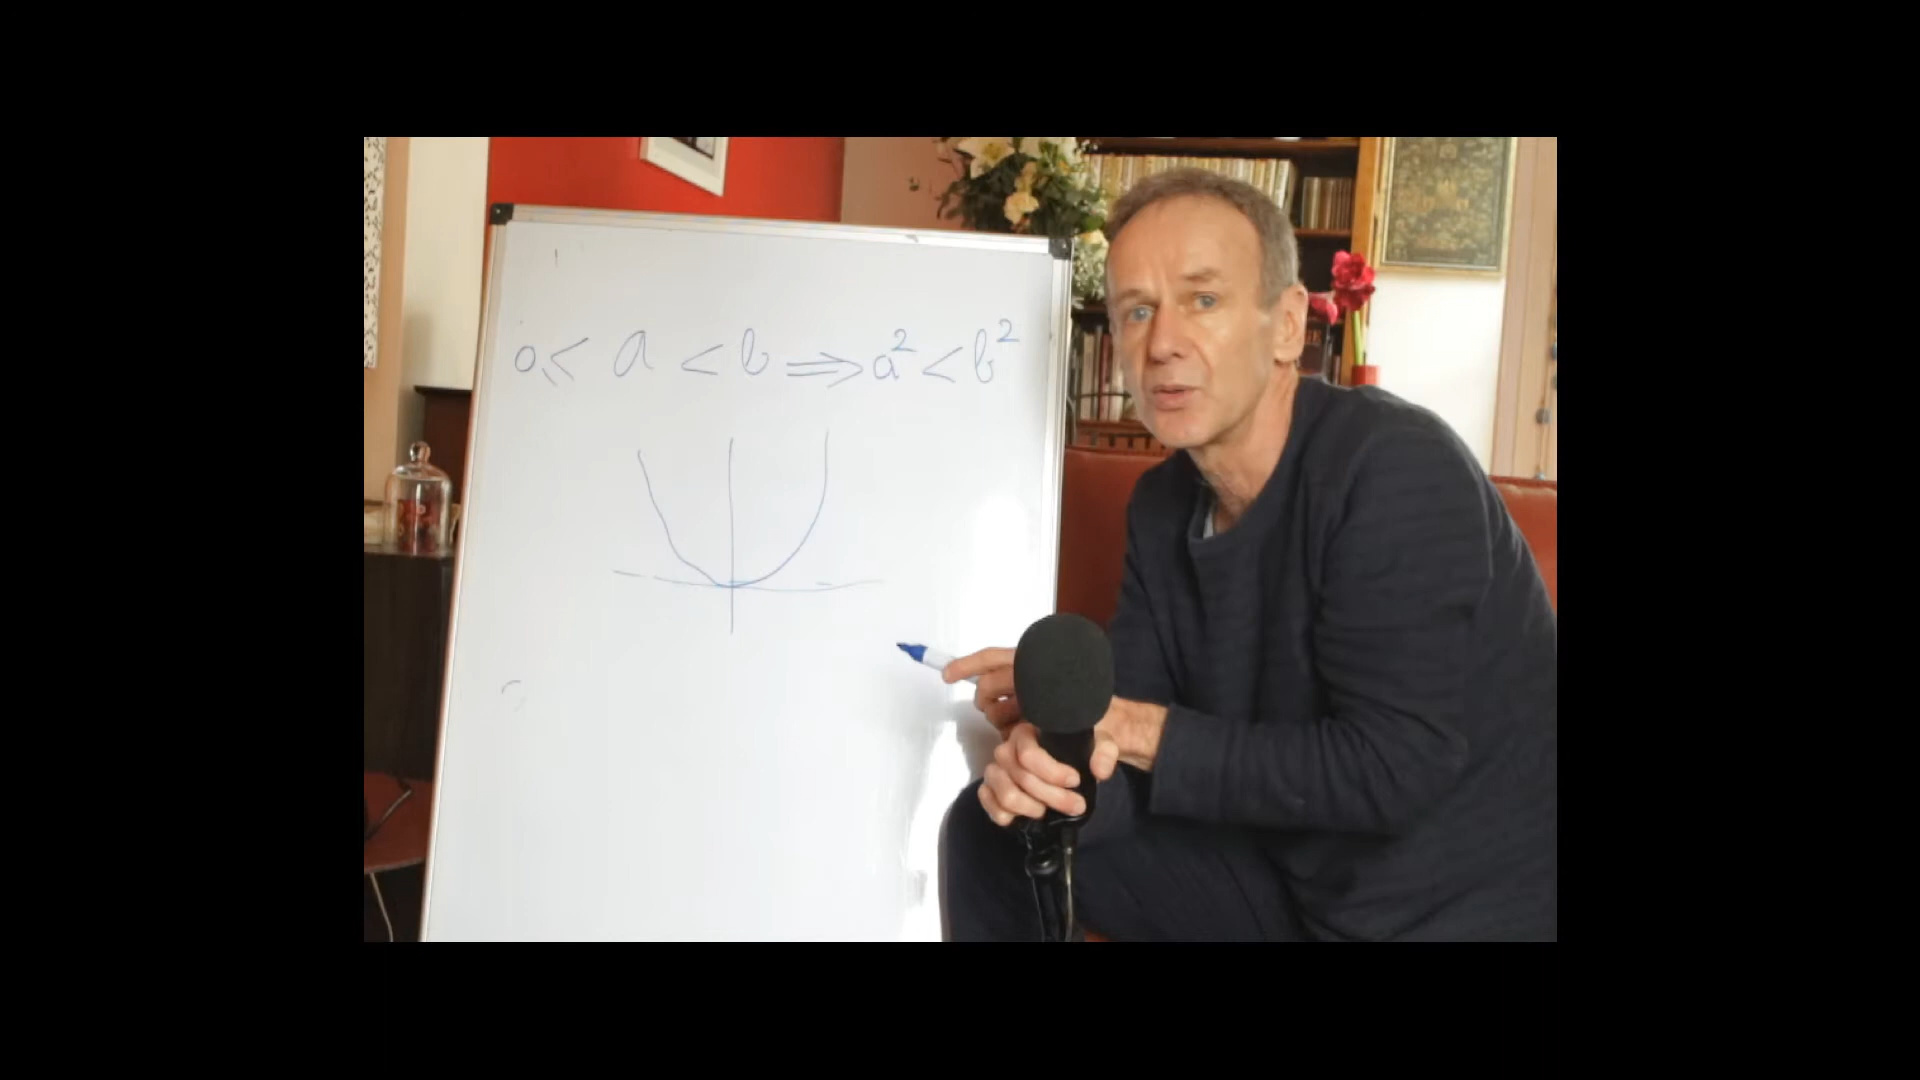 0 ⩽ a < b ⟹ a² < b²